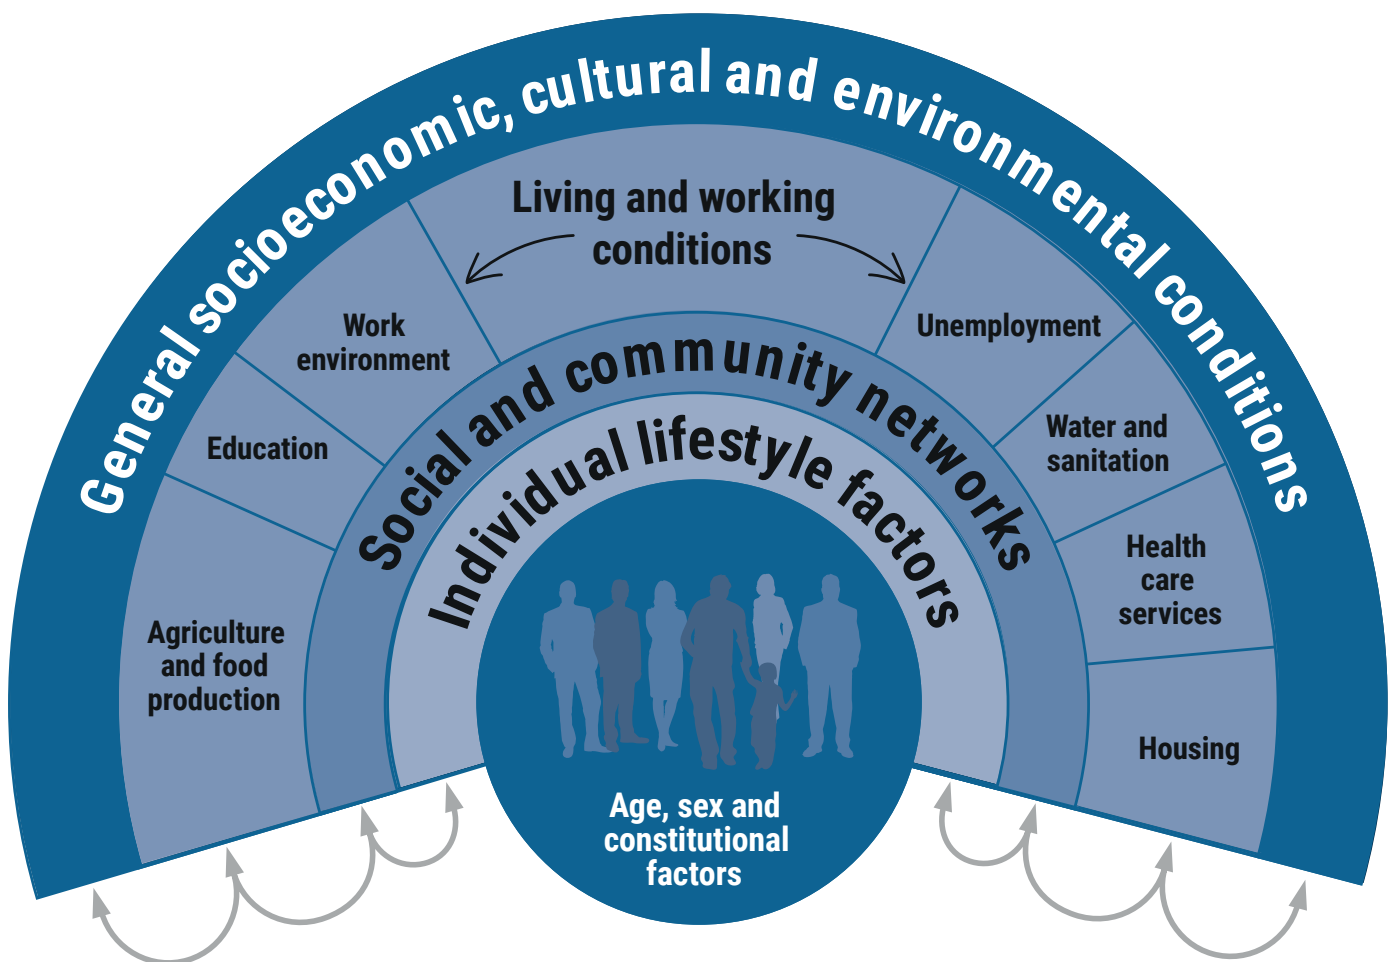 General socioeconomic, cultural and environmental conditions
Living and working
conditions
Work
environment
Unemployment
Education
Water and
sanitation
Agriculture
and food
production
Health
care
services
Housing
Social and community networks
Individual lifestyle factors
Age, sex and
constitutional
factors